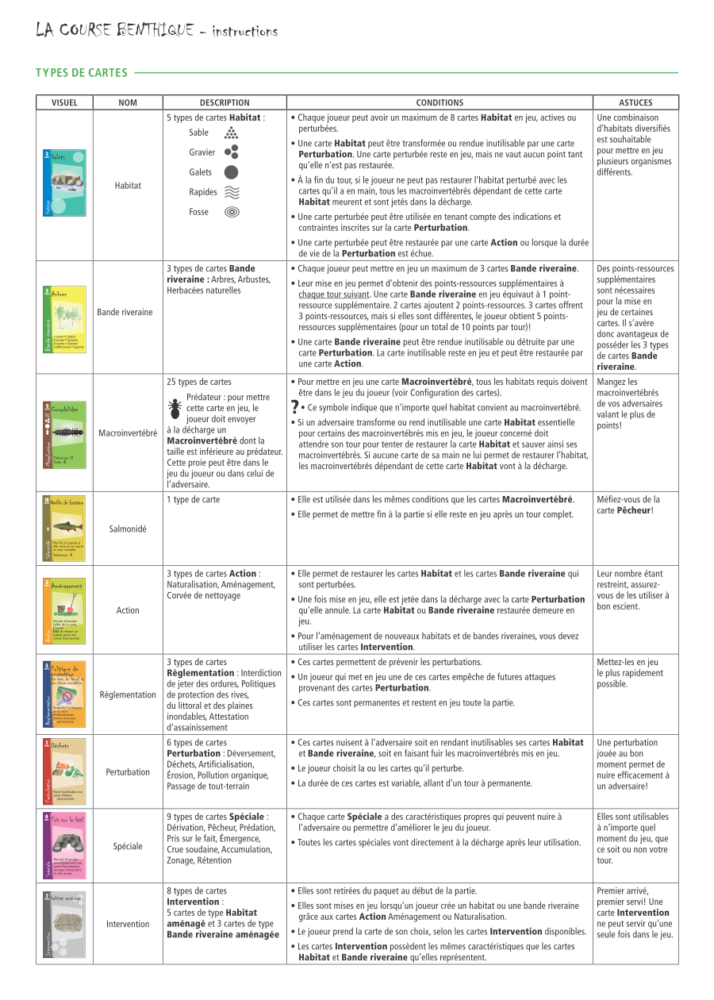 LA COURSE BENTHIQUE – instructions
TYPES DE CARTES
VISUEL
NOM
DESCRIPTION
CONDITIONS
ASTUCES
Galets
Habitat
Habitat
5 types de cartes Habitat :
Sable
Gravier
Galets
Rapides
Fosse
• Chaque joueur peut avoir un maximum de 8 cartes Habitat en jeu, actives ou
perturbées.
• Une carte Habitat peut être transformée ou rendue inutilisable par une carte
Perturbation. Une carte perturbée reste en jeu, mais ne vaut aucun point tant
qu’elle n’est pas restaurée.
• À la fin du tour, si le joueur ne peut pas restaurer l’habitat perturbé avec les
cartes qu’il a en main, tous les macroinvertébrés dépendant de cette carte
Habitat meurent et sont jetés dans la décharge.
• Une carte perturbée peut être utilisée en tenant compte des indications et
contraintes inscrites sur la carte Perturbation.
• Une carte perturbée peut être restaurée par une carte Action ou lorsque la durée
de vie de la Perturbation est échue.
Une combinaison
d’habitats diversifiés
est souhaitable
pour mettre en jeu
plusieurs organismes
différents.
Arbres
Bande riveraine
Bande riveraine
3 types de cartes Bande
riveraine : Arbres, Arbustes,
Herbacées naturelles
• Chaque joueur peut mettre en jeu un maximum de 3 cartes Bande riveraine.
• Leur mise en jeu permet d’obtenir des points-ressources supplémentaires à
chaque tour suivant. Une carte Bande riveraine en jeu équivaut à 1 point-
ressource supplémentaire. 2 cartes ajoutent 2 points-ressources. 3 cartes offrent
3 points-ressources, mais si elles sont différentes, le joueur obtient 5 points-
ressources supplémentaires (pour un total de 10 points par tour)!
• Une carte Bande riveraine peut être rendue inutilisable ou détruite par une
carte Perturbation. La carte inutilisable reste en jeu et peut être restaurée par
une carte Action.
Des points-ressources
supplémentaires
sont nécessaires
pour la mise en
jeu de certaines
cartes. Il s’avère
donc avantageux de
posséder les 3 types
de cartes Bande
riveraine.
Corydalidae
Tolérance : 0
Taille : 8
Macroinvertébré
25 types de cartes
Prédateur : pour mettre
cette carte en jeu, le
joueur doit envoyer
à la décharge un
Macroinvertébré dont la
taille est inférieure au prédateur.
Cette proie peut être dans le
jeu du joueur ou dans celui de
l’adversaire.
• Pour mettre en jeu une carte Macroinvertébré, tous les habitats requis doivent
être dans le jeu du joueur (voir Configuration des cartes).
? • Ce symbole indique que n’importe quel habitat convient au macroinvertébré.
• Si un adversaire transforme ou rend inutilisable une carte Habitat essentielle
pour certains des macroinvertébrés mis en jeu, le joueur concerné doit
attendre son tour pour tenter de restaurer la carte Habitat et sauver ainsi ses
macroinvertébrés. Si aucune carte de sa main ne lui permet de restaurer l’habitat,
les macroinvertébrés dépendant de cette carte Habitat vont à la décharge.
Mangez les
macroinvertébrés
de vos adversaires
valant le plus de
points!
Omble de fontaine
Salmonidé
Met fin à la partie si
elle reste en jeu après
un tour complet
Tolérance : 4
Salmonidé
1 type de carte
• Elle est utilisée dans les mêmes conditions que les cartes Macroinvertébré.
• Elle permet de mettre fin à la partie si elle reste en jeu après un tour complet.
Méfiez-vous de la
carte Pêcheur!
Aménagement
Action
Action
3 types de cartes Action :
Naturalisation, Aménagement,
Corvée de nettoyage
• Elle permet de restaurer les cartes Habitat et les cartes Bande riveraine qui
sont perturbées.
• Une fois mise en jeu, elle est jetée dans la décharge avec la carte Perturbation
qu’elle annule. La carte Habitat ou Bande riveraine restaurée demeure en
jeu.
• Pour l’aménagement de nouveaux habitats et de bandes riveraines, vous devez
utiliser les cartes Intervention.
Leur nombre étant
restreint, assurez-
vous de les utiliser à
bon escient.
Politique de
protection
Règlementation
Règlementation
3 types de cartes
Règlementation : Interdiction
de jeter des ordures, Politiques
de protection des rives,
du littoral et des plaines
inondables, Attestation
d’assainissement
• Ces cartes permettent de prévenir les perturbations.
• Un joueur qui met en jeu une de ces cartes empêche de futures attaques
provenant des cartes Perturbation.
• Ces cartes sont permanentes et restent en jeu toute la partie.
Mettez-les en jeu
le plus rapidement
possible.
Déchets
Perturbation
Rend inutilisable une
carte Habitat
permanente
Perturbation
6 types de cartes
Perturbation : Déversement,
Déchets, Artificialisation,
Érosion, Pollution organique,
Passage de tout-terrain
• Ces cartes nuisent à l’adversaire soit en rendant inutilisables ses cartes Habitat
et Bande riveraine, soit en faisant fuir les macroinvertébrés mis en jeu.
• Le joueur choisit la ou les cartes qu’il perturbe.
• La durée de ces cartes est variable, allant d’un tour à permanente.
Une perturbation
jouée au bon
moment permet de
nuire efficacement à
un adversaire!
Pris sur le fait!
Spéciale
Spéciale
9 types de cartes Spéciale :
Dérivation, Pêcheur, Prédation,
Pris sur le fait, Émergence,
Crue soudaine, Accumulation,
Zonage, Rétention
• Chaque carte Spéciale a des caractéristiques propres qui peuvent nuire à
l’adversaire ou permettre d’améliorer le jeu du joueur.
• Toutes les cartes spéciales vont directement à la décharge après leur utilisation.
Elles sont utilisables
à n’importe quel
moment du jeu, que
ce soit ou non votre
tour.
Habitat aménagé
Intervention
Intervention
8 types de cartes
Intervention :
5 cartes de type Habitat
aménagé et 3 cartes de type
Bande riveraine aménagée
• Elles sont retirées du paquet au début de la partie.
• Elles sont mises en jeu lorsqu’un joueur crée un habitat ou une bande riveraine
grâce aux cartes Action Aménagement ou Naturalisation.
• Le joueur prend la carte de son choix, selon les cartes Intervention disponibles.
• Les cartes Intervention possèdent les mêmes caractéristiques que les cartes
Habitat et Bande riveraine qu’elles représentent.
Premier arrivé,
premier servi! Une
carte Intervention
ne peut servir qu’une
seule fois dans le jeu.